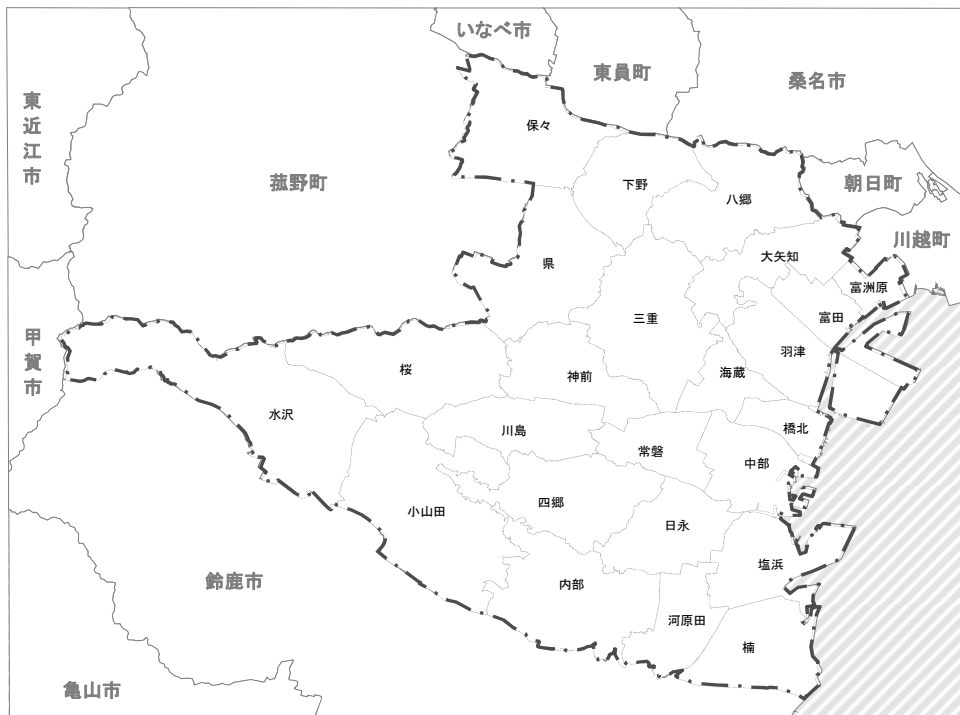 いなべ市
東員町
桑名市
東近江市
菰野町
保々
下野
八郷
朝日町
川越町
県
大矢知
富洲原
三重
富田
甲賀市
羽津
桜
神前
海蔵
水沢
川島
橋北
常磐
中部
小山田
四郷
日永
塩浜
鈴鹿市
内部
河原田
楠
亀山市